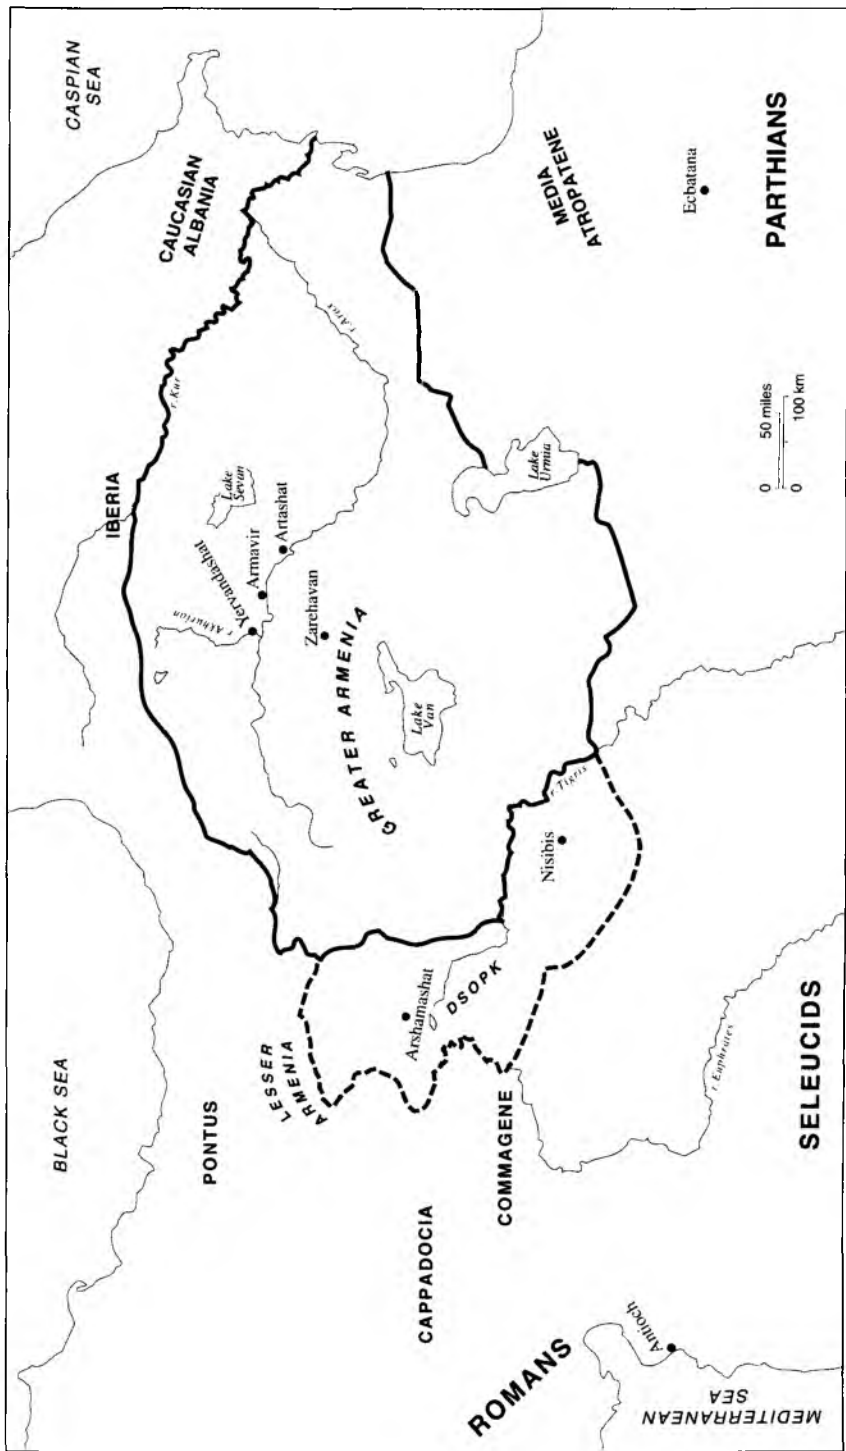 BLACK SEA
CASPIAN
SEA
CAUCASIAN
ALBANIA
IBERIA
r. Kur
PONTUS
LESSER
ARMENIA
r. Akhurian
Yervandashat
Lake
Sevan
Armavir
Artashat
r. Arax
Zarehavan
GREATER ARMENIA
Lake
Van
Arshamashat
DSOPK
CAPPADOCIA
COMMAGENE
Lake
Urmia
MEDIA
ATROPATENE
r. Tigris
Nisibis
ROMANS
Antioch
MEDITERRANEAN
SEA
r. Euphrates
SELEUCIDS
Ecbatana
PARTHIANS
0 50 miles
0 100 km